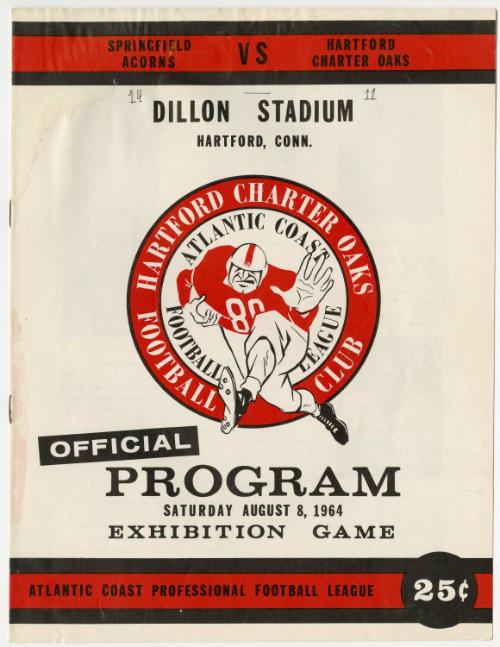 SPRINGFIELD ACORNS VS HARTFORD CHARTER OAKS
14 11
DILLON STADIUM
HARTFORD, CONN.
HARTFORD CHARTER OAKS
FOOTBALL CLUB
ATLANTIC COAST
FOOTBALL LEAGUE
80
OFFICIAL
PROGRAM
SATURDAY AUGUST 8, 1964
EXHIBITION GAME
ATLANTIC COAST PROFESSIONAL FOOTBALL LEAGUE 25¢